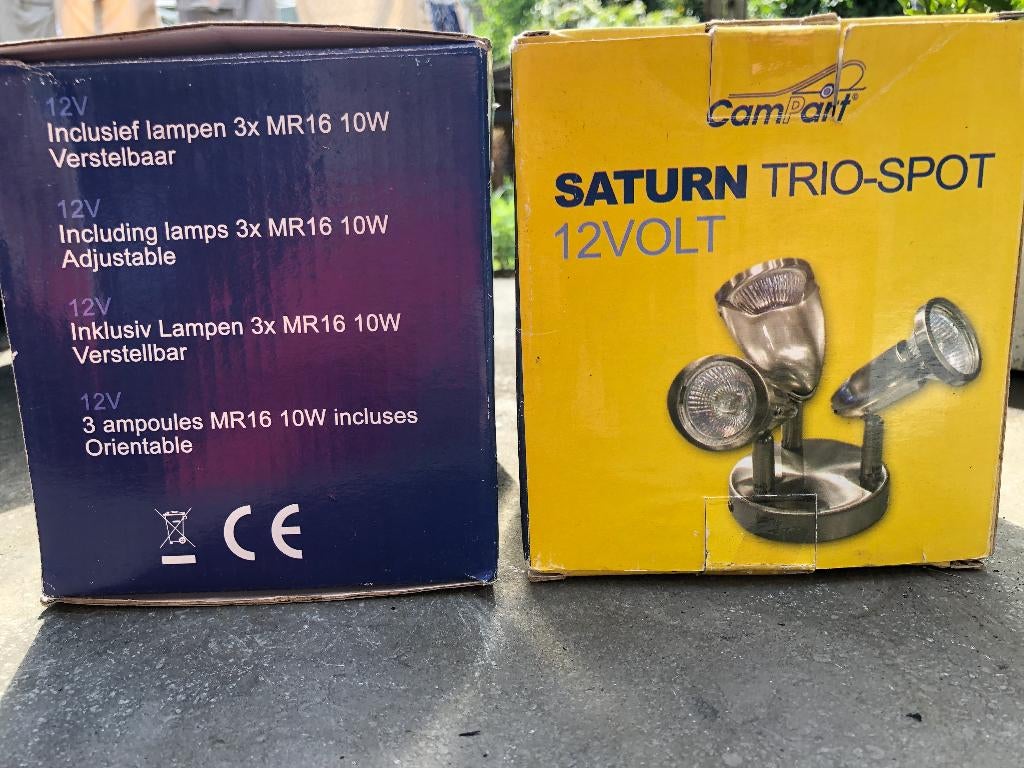 12V
Inclusief lampen 3x MR16 10W
Verstelbaar
12V
Including lamps 3x MR16 10W
Adjustable
12V
Inklusiv Lampen 3x MR16 10W
Verstellbar
12V
3 ampoules MR16 10W incluses
Orientable
CE
CamPart®
SATURN TRIO-SPOT
12VOLT